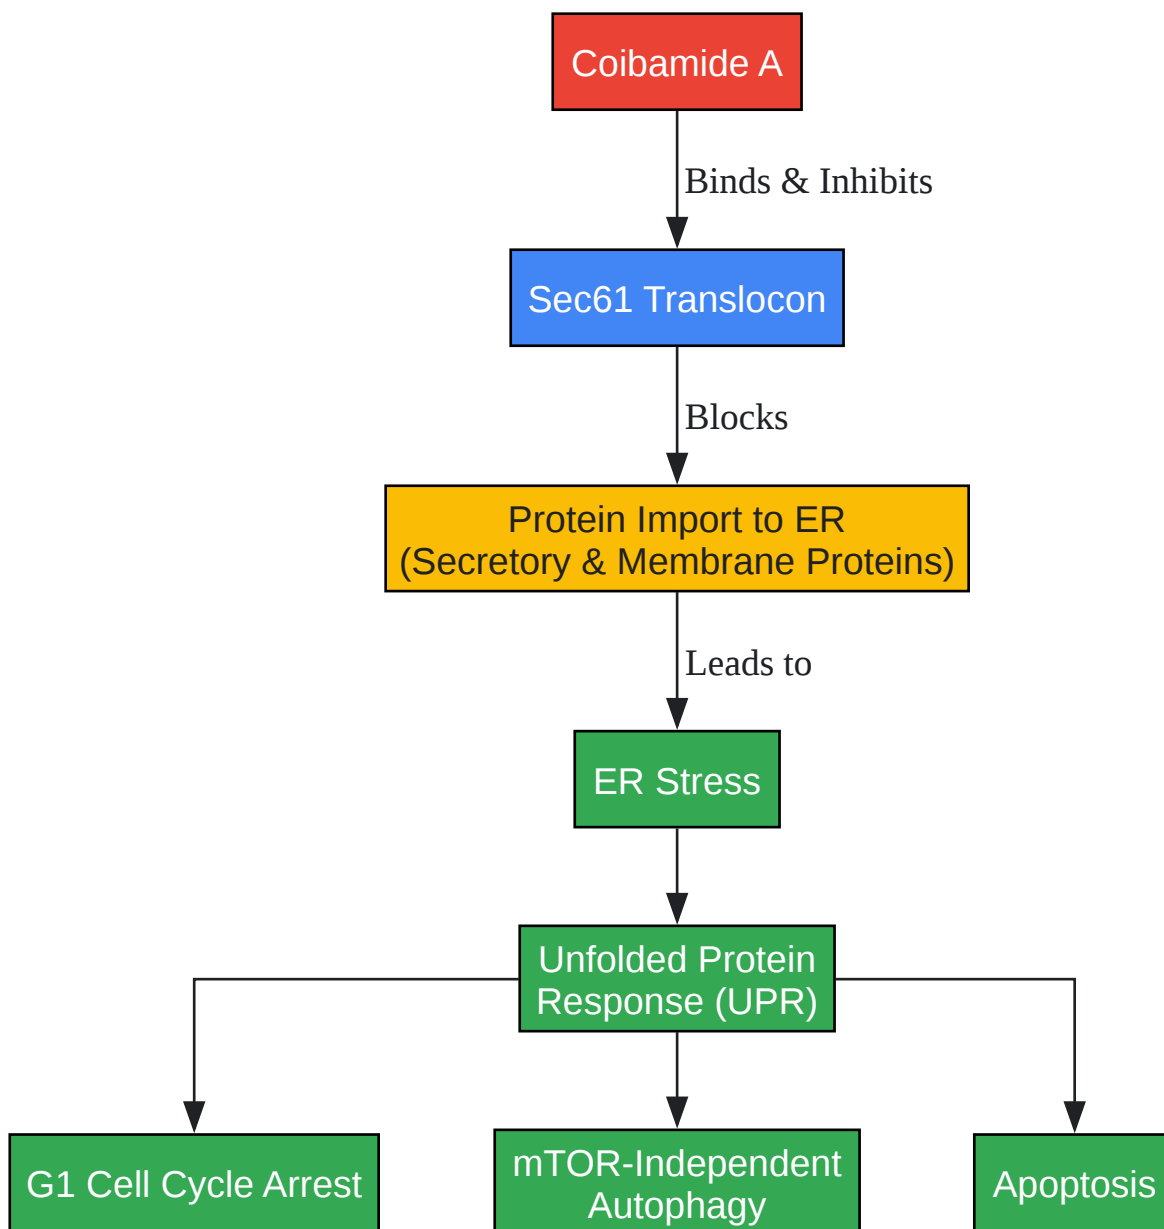 Coibamide A
Binds & Inhibits
Sec61 Translocon
Blocks
Protein Import to ER
(Secretory & Membrane Proteins)
Leads to
ER Stress
Unfolded Protein
Response (UPR)
G1 Cell Cycle Arrest
mTOR-Independent
Autophagy
Apoptosis